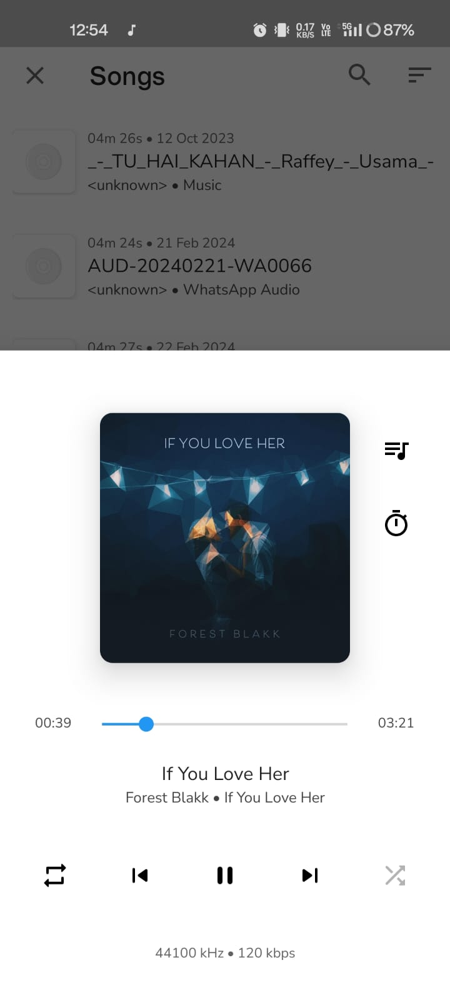 12:54 0.17 KB/S Vo LTE 5G 87%
Songs
04m 26s • 12 Oct 2023
_-_TU_HAI_KAHAN_-_Raffey_-_Usama_-
<unknown> • Music
04m 24s • 21 Feb 2024
AUD-20240221-WA0066
<unknown> • WhatsApp Audio
04m 27s • 22 Feb 2024
IF YOU LOVE HER
FOREST BLAKK
00:39 03:21
If You Love Her
Forest Blakk • If You Love Her
44100 kHz • 120 kbps